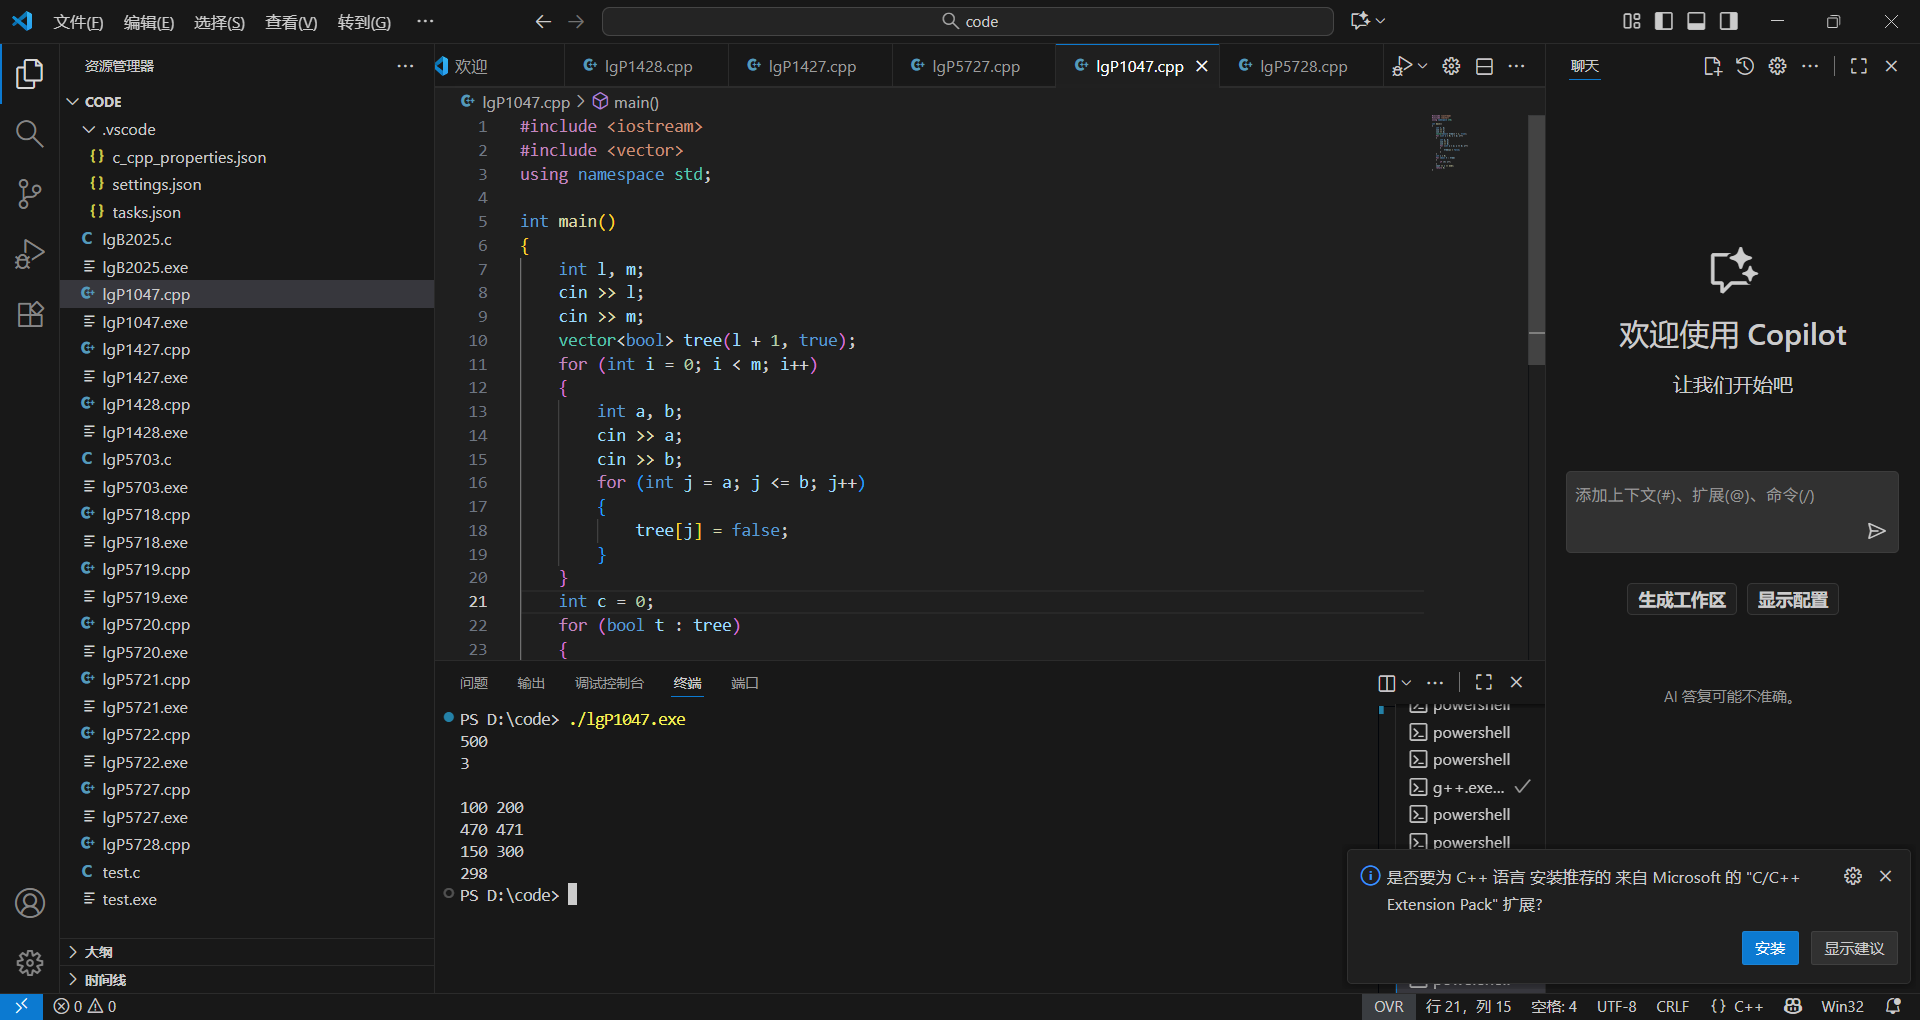 文件(F) 编辑(E) 选择(S) 查看(V) 转到(G) ···
code
资源管理器
CODE
.vscode
c_cpp_properties.json
settings.json
tasks.json
lgB2025.c
lgB2025.exe
lgP1047.cpp
lgP1047.exe
lgP1427.cpp
lgP1427.exe
lgP1428.cpp
lgP1428.exe
lgP5703.c
lgP5703.exe
lgP5718.cpp
lgP5718.exe
lgP5719.cpp
lgP5719.exe
lgP5720.cpp
lgP5720.exe
lgP5721.cpp
lgP5721.exe
lgP5722.cpp
lgP5722.exe
lgP5727.cpp
lgP5727.exe
lgP5728.cpp
test.c
test.exe
大纲
时间线
欢迎 lgP1428.cpp lgP1427.cpp lgP5727.cpp lgP1047.cpp lgP5728.cpp
lgP1047.cpp > main()
1 #include <iostream>
2 #include <vector>
3 using namespace std;
4
5 int main()
6 {
7 int l, m;
8 cin >> l;
9 cin >> m;
10 vector<bool> tree(l + 1, true);
11 for (int i = 0; i < m; i++)
12 {
13 int a, b;
14 cin >> a;
15 cin >> b;
16 for (int j = a; j <= b; j++)
17 {
18 tree[j] = false;
19 }
20 }
21 int c = 0;
22 for (bool t : tree)
23 {
问题 输出 调试控制台 终端 端口
PS D:\code> ./lgP1047.exe
500
3
100 200
470 471
150 300
298
PS D:\code>
powershell
powershell
powershell
g++.exe...
powershell
powershell
powershell
聊天
欢迎使用 Copilot
让我们开始吧
添加上下文(#)、扩展(@)、命令(/)
生成工作区 显示配置
AI 答复可能不准确。
是否要为 C++ 语言 安装推荐的 来自 Microsoft 的 "C/C++
Extension Pack" 扩展?
安装 显示建议
0 0
OVR 行 21，列 15 空格: 4 UTF-8 CRLF {} C++ Win32